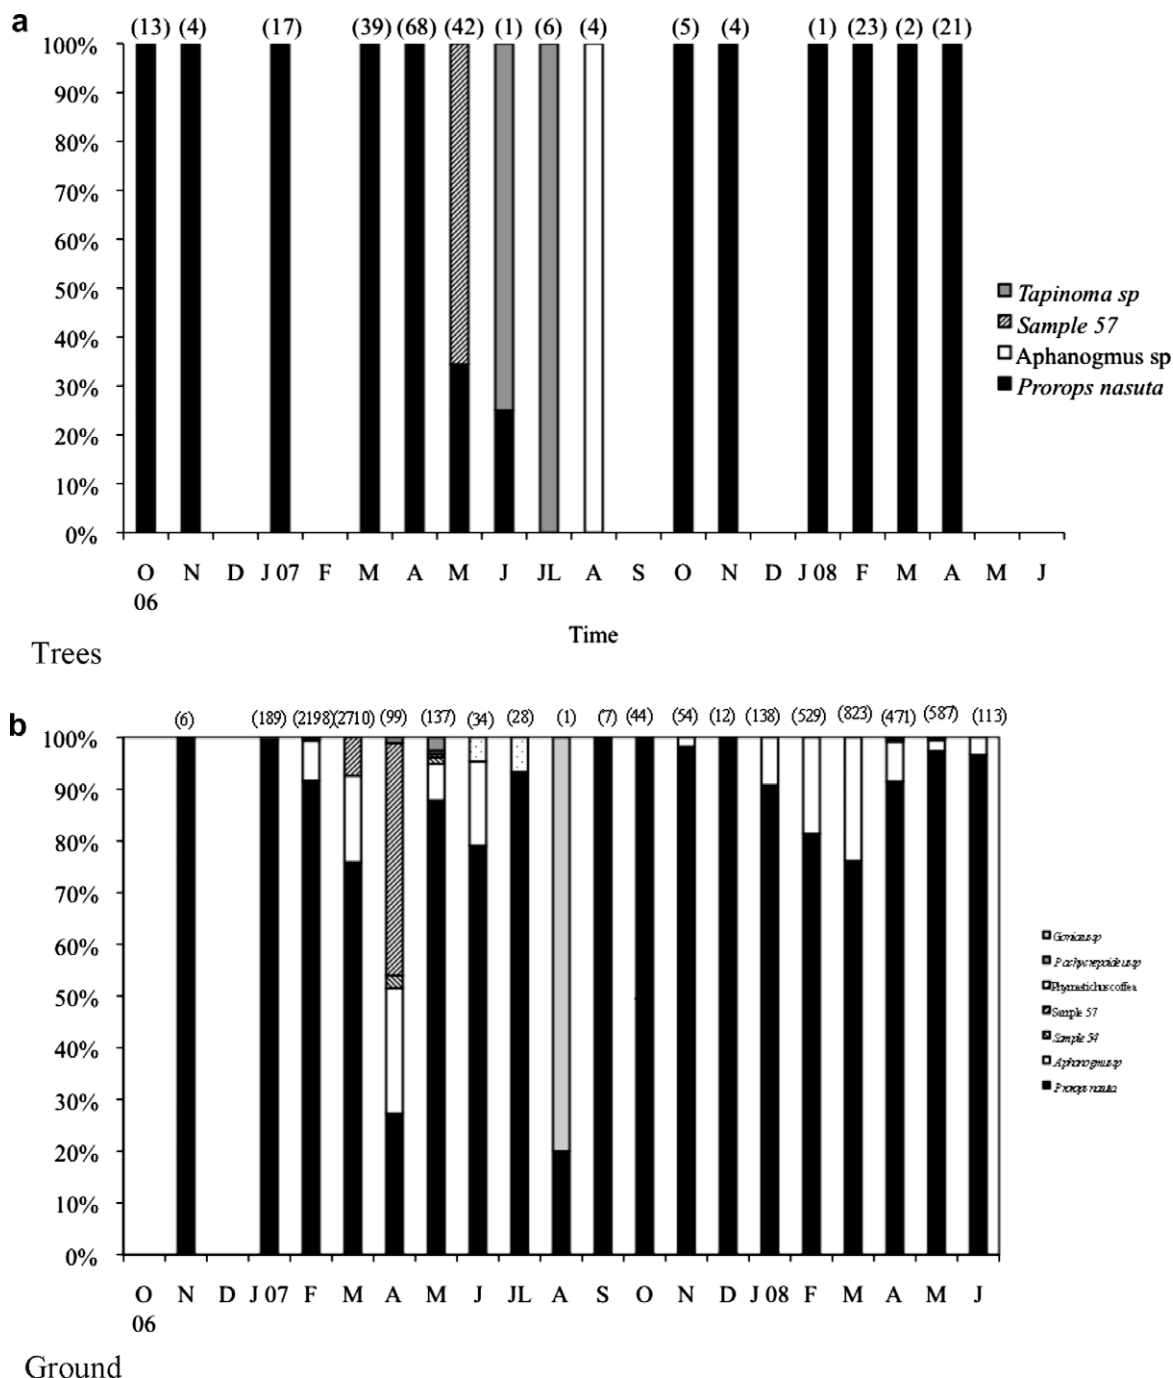 a
(13) (4) (17) (39) (68) (42) (1) (6) (4) (5) (4) (1) (23) (2) (21)
100%
90%
80%
70%
60%
50%
40%
30%
20%
10%
0%
Tapinoma sp
Sample 57
Aphanogmus sp
Prorops nasuta
O N D J 07 F M A M J JL A S O N D J 08 F M A M J
06
Time
Trees
b
(6) (189) (2198) (2710) (99) (137) (34) (28) (1) (7) (44) (54) (12) (138) (529) (823) (471) (587) (113)
100%
90%
80%
70%
60%
50%
40%
30%
20%
10%
0%
Phymastichus coffea
Sample 57
Sample 54
Aphanogmus sp
Prorops nasuta
O N D J 07 F M A M J JL A S O N D J 08 F M A M J
06
Ground